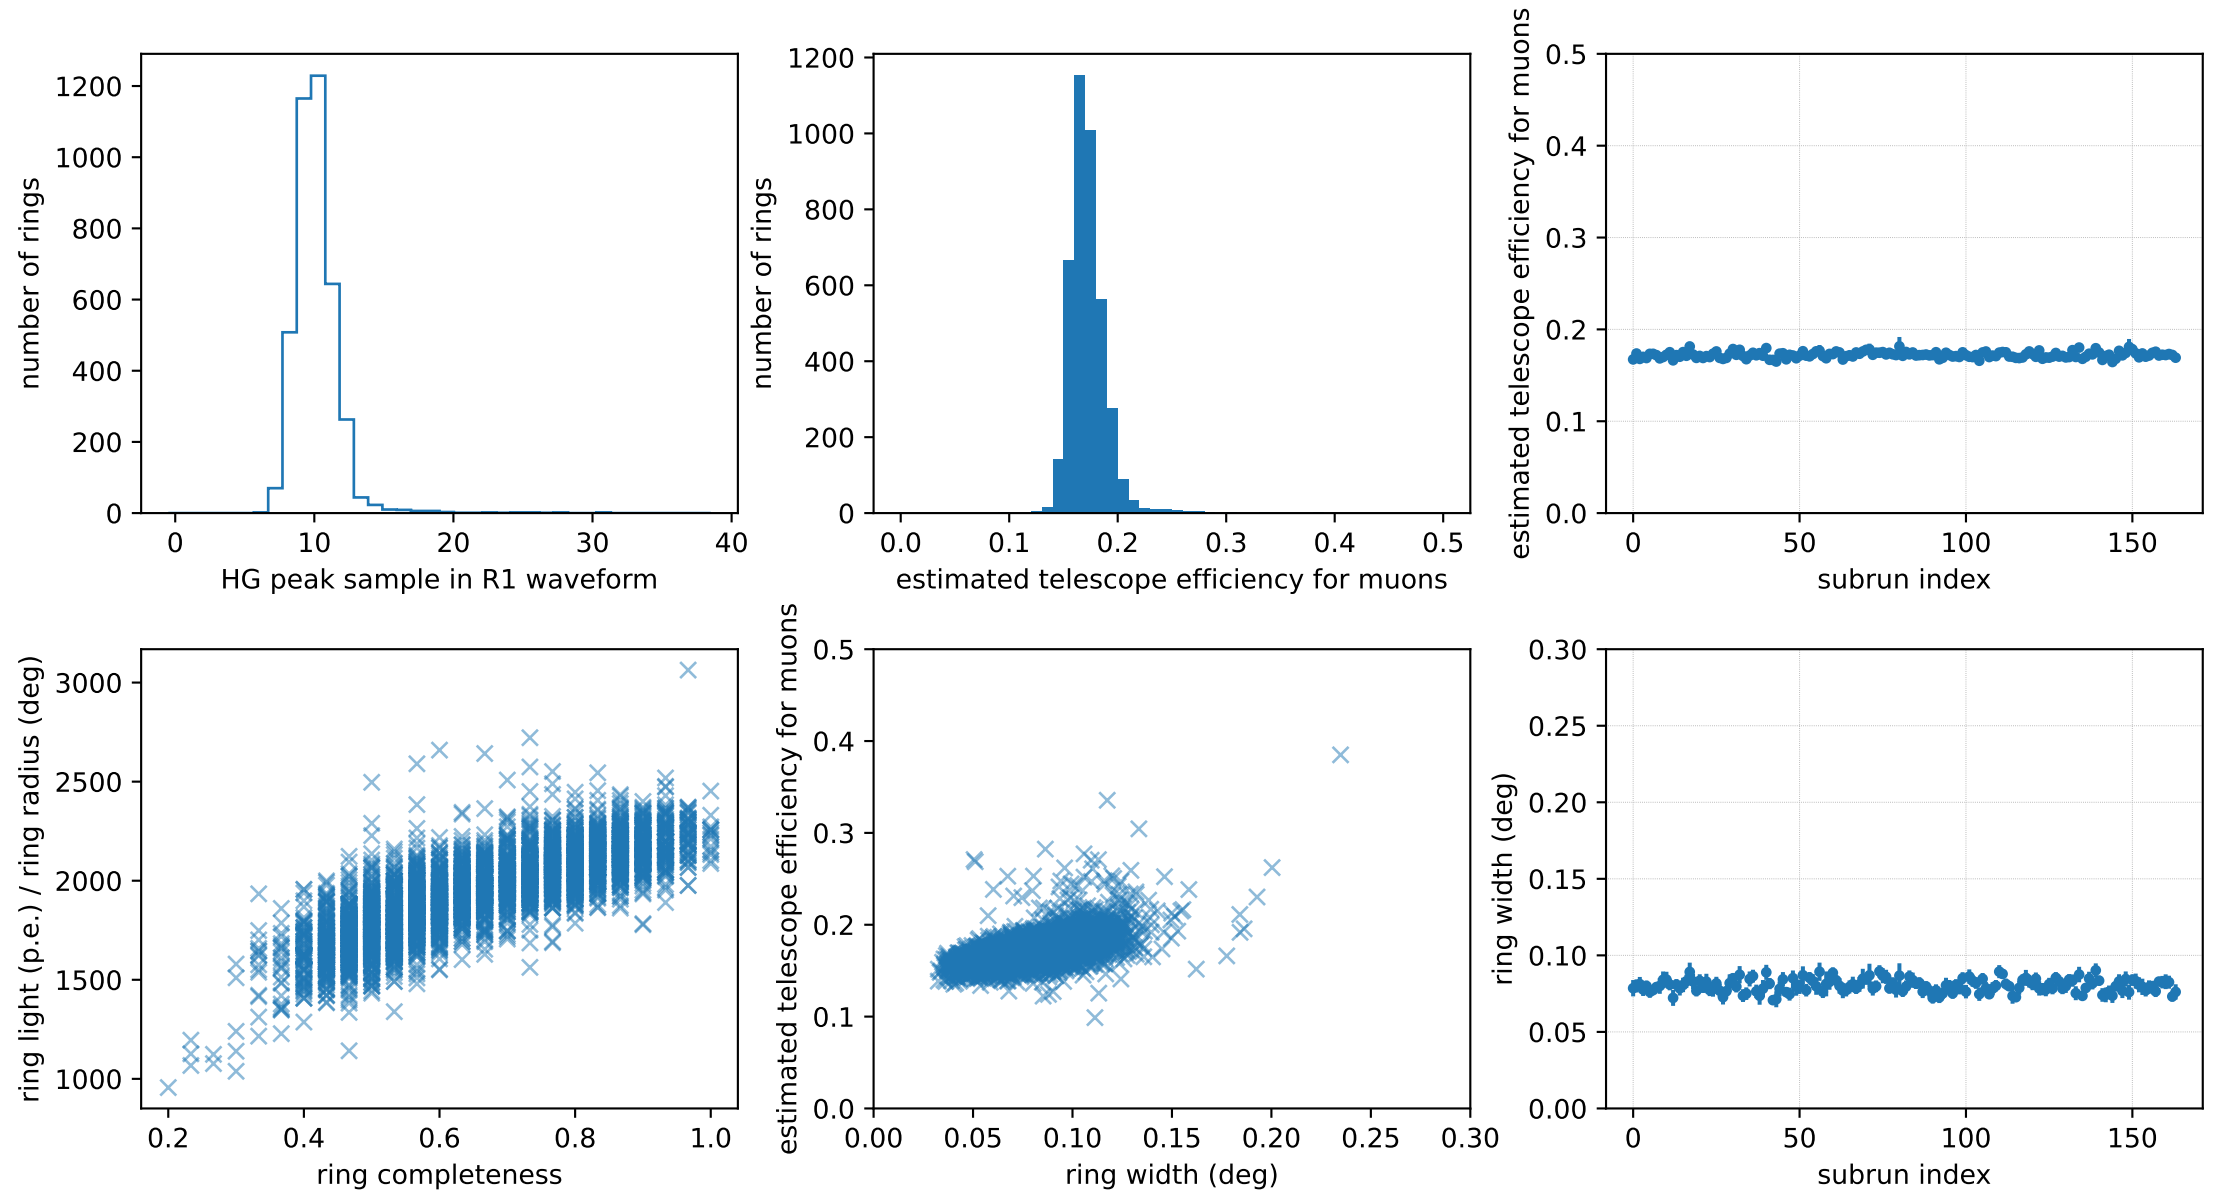 number of rings
1200
1000
800
600
400
200
0
0 10 20 30 40
HG peak sample in R1 waveform
number of rings
1200
1000
800
600
400
200
0
0.0 0.1 0.2 0.3 0.4 0.5
estimated telescope efficiency for muons
estimated telescope efficiency for muons
0.5
0.4
0.3
0.2
0.1
0.0
0 50 100 150
subrun index
ring light (p.e.) / ring radius (deg)
3000
2500
2000
1500
1000
0.2 0.4 0.6 0.8 1.0
ring completeness
estimated telescope efficiency for muons
0.5
0.4
0.3
0.2
0.1
0.0
0.00 0.05 0.10 0.15 0.20 0.25 0.30
ring width (deg)
ring width (deg)
0.30
0.25
0.20
0.15
0.10
0.05
0.00
0 50 100 150
subrun index